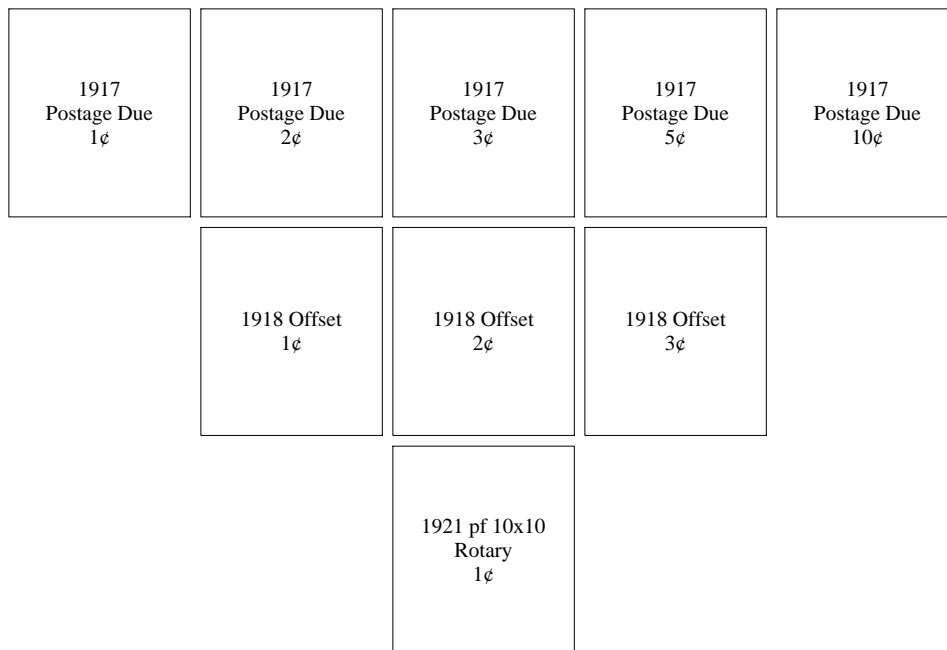 1917
Postage Due
1¢
1917
Postage Due
2¢
1917
Postage Due
3¢
1917
Postage Due
5¢
1917
Postage Due
10¢
1918 Offset
1¢
1918 Offset
2¢
1918 Offset
3¢
1921 pf 10x10
Rotary
1¢